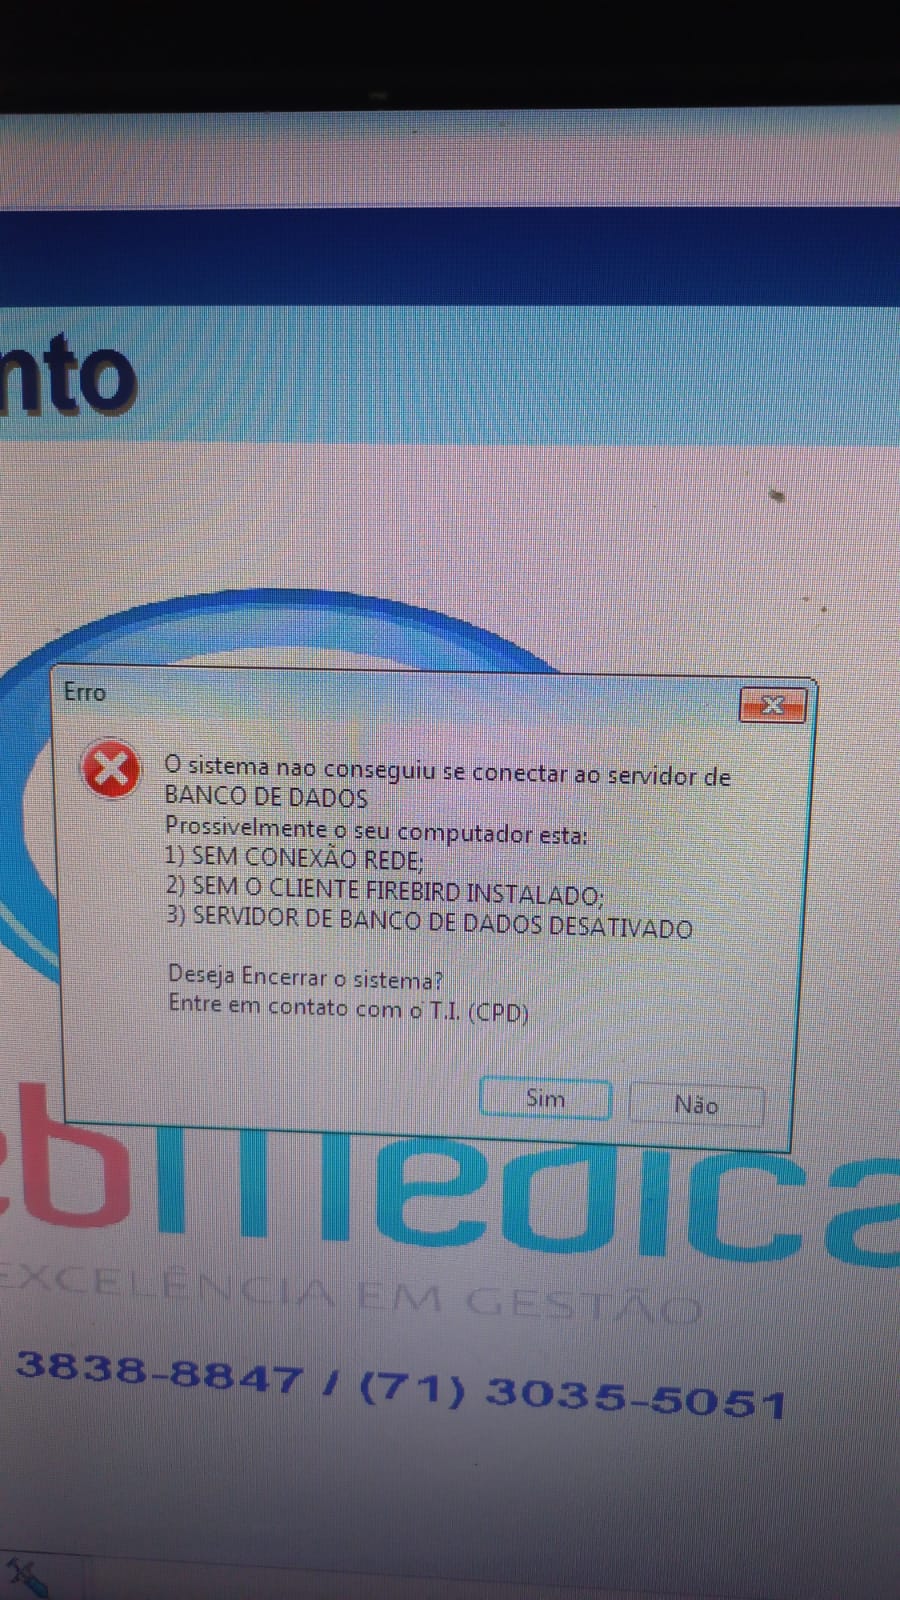 nto
Erro
O sistema nao conseguiu se conectar ao servidor de
BANCO DE DADOS
Prossivelmente o seu computador esta:
1) SEM CONEXÃO REDE;
2) SEM O CLIENTE FIREBIRD INSTALADO;
3) SERVIDOR DE BANCO DE DADOS DESATIVADO
Deseja Encerrar o sistema?
Entre em contato com o T.I. (CPD)
Sim Não
ebmedica
EXCELÊNCIA EM GESTÃO
3838-8847 / (71) 3035-5051